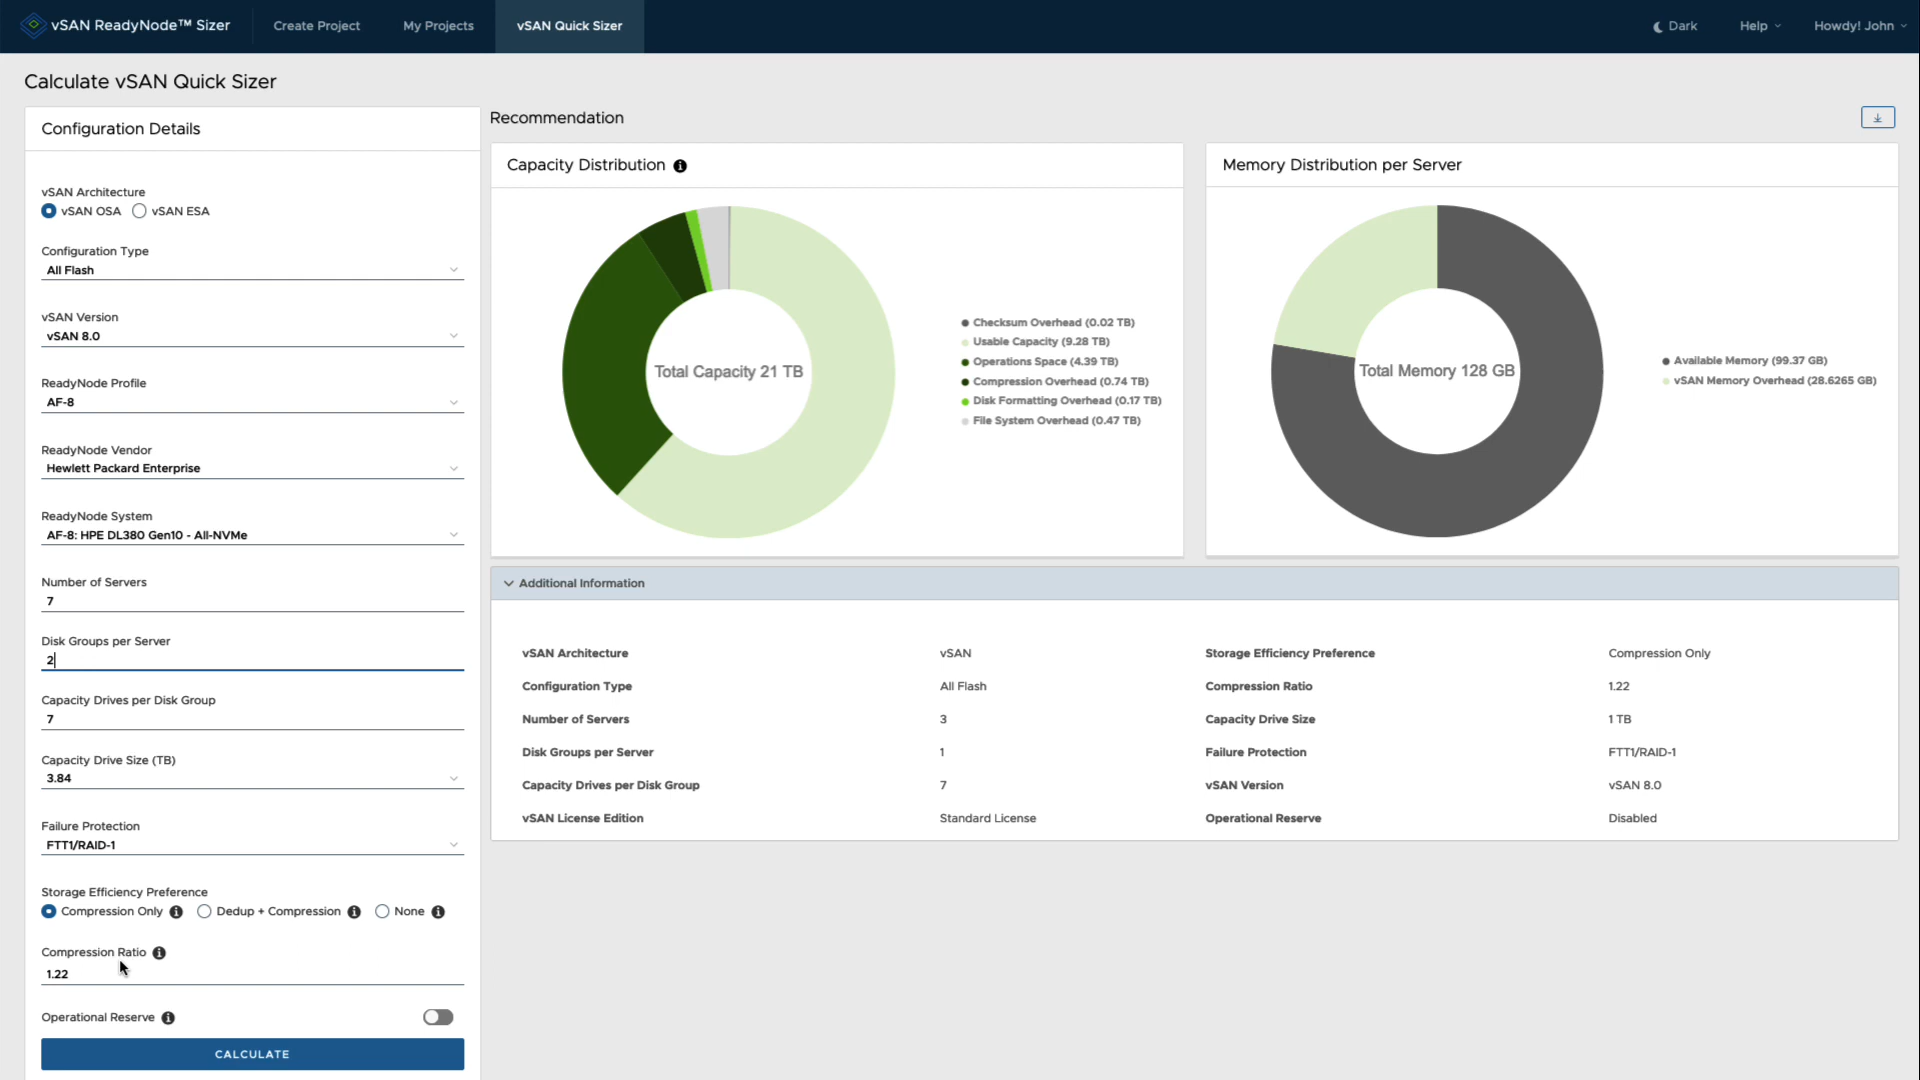 vSAN ReadyNode™ Sizer
Create Project
My Projects
vSAN Quick Sizer
Dark
Help
Howdy! John
Calculate vSAN Quick Sizer
Configuration Details
vSAN Architecture
vSAN OSA
vSAN ESA
Configuration Type
All Flash
vSAN Version
vSAN 8.0
ReadyNode Profile
AF-8
ReadyNode Vendor
Hewlett Packard Enterprise
ReadyNode System
AF-8: HPE DL380 Gen10 - All-NVMe
Number of Servers
7
Disk Groups per Server
2
Capacity Drives per Disk Group
7
Capacity Drive Size (TB)
3.84
Failure Protection
FTT1/RAID-1
Storage Efficiency Preference
Compression Only
Dedup + Compression
None
Compression Ratio
1.22
Operational Reserve
CALCULATE
Recommendation
Capacity Distribution
Total Capacity 21 TB
Checksum Overhead (0.02 TB)
Usable Capacity (9.28 TB)
Operations Space (4.39 TB)
Compression Overhead (0.74 TB)
Disk Formatting Overhead (0.17 TB)
File System Overhead (0.47 TB)
Memory Distribution per Server
Total Memory 128 GB
Available Memory (99.37 GB)
vSAN Memory Overhead (28.6265 GB)
Additional Information
vSAN Architecture vSAN Storage Efficiency Preference Compression Only
Configuration Type All Flash Compression Ratio 1.22
Number of Servers 3 Capacity Drive Size 1 TB
Disk Groups per Server 1 Failure Protection FTT1/RAID-1
Capacity Drives per Disk Group 7 vSAN Version vSAN 8.0
vSAN License Edition Standard License Operational Reserve Disabled